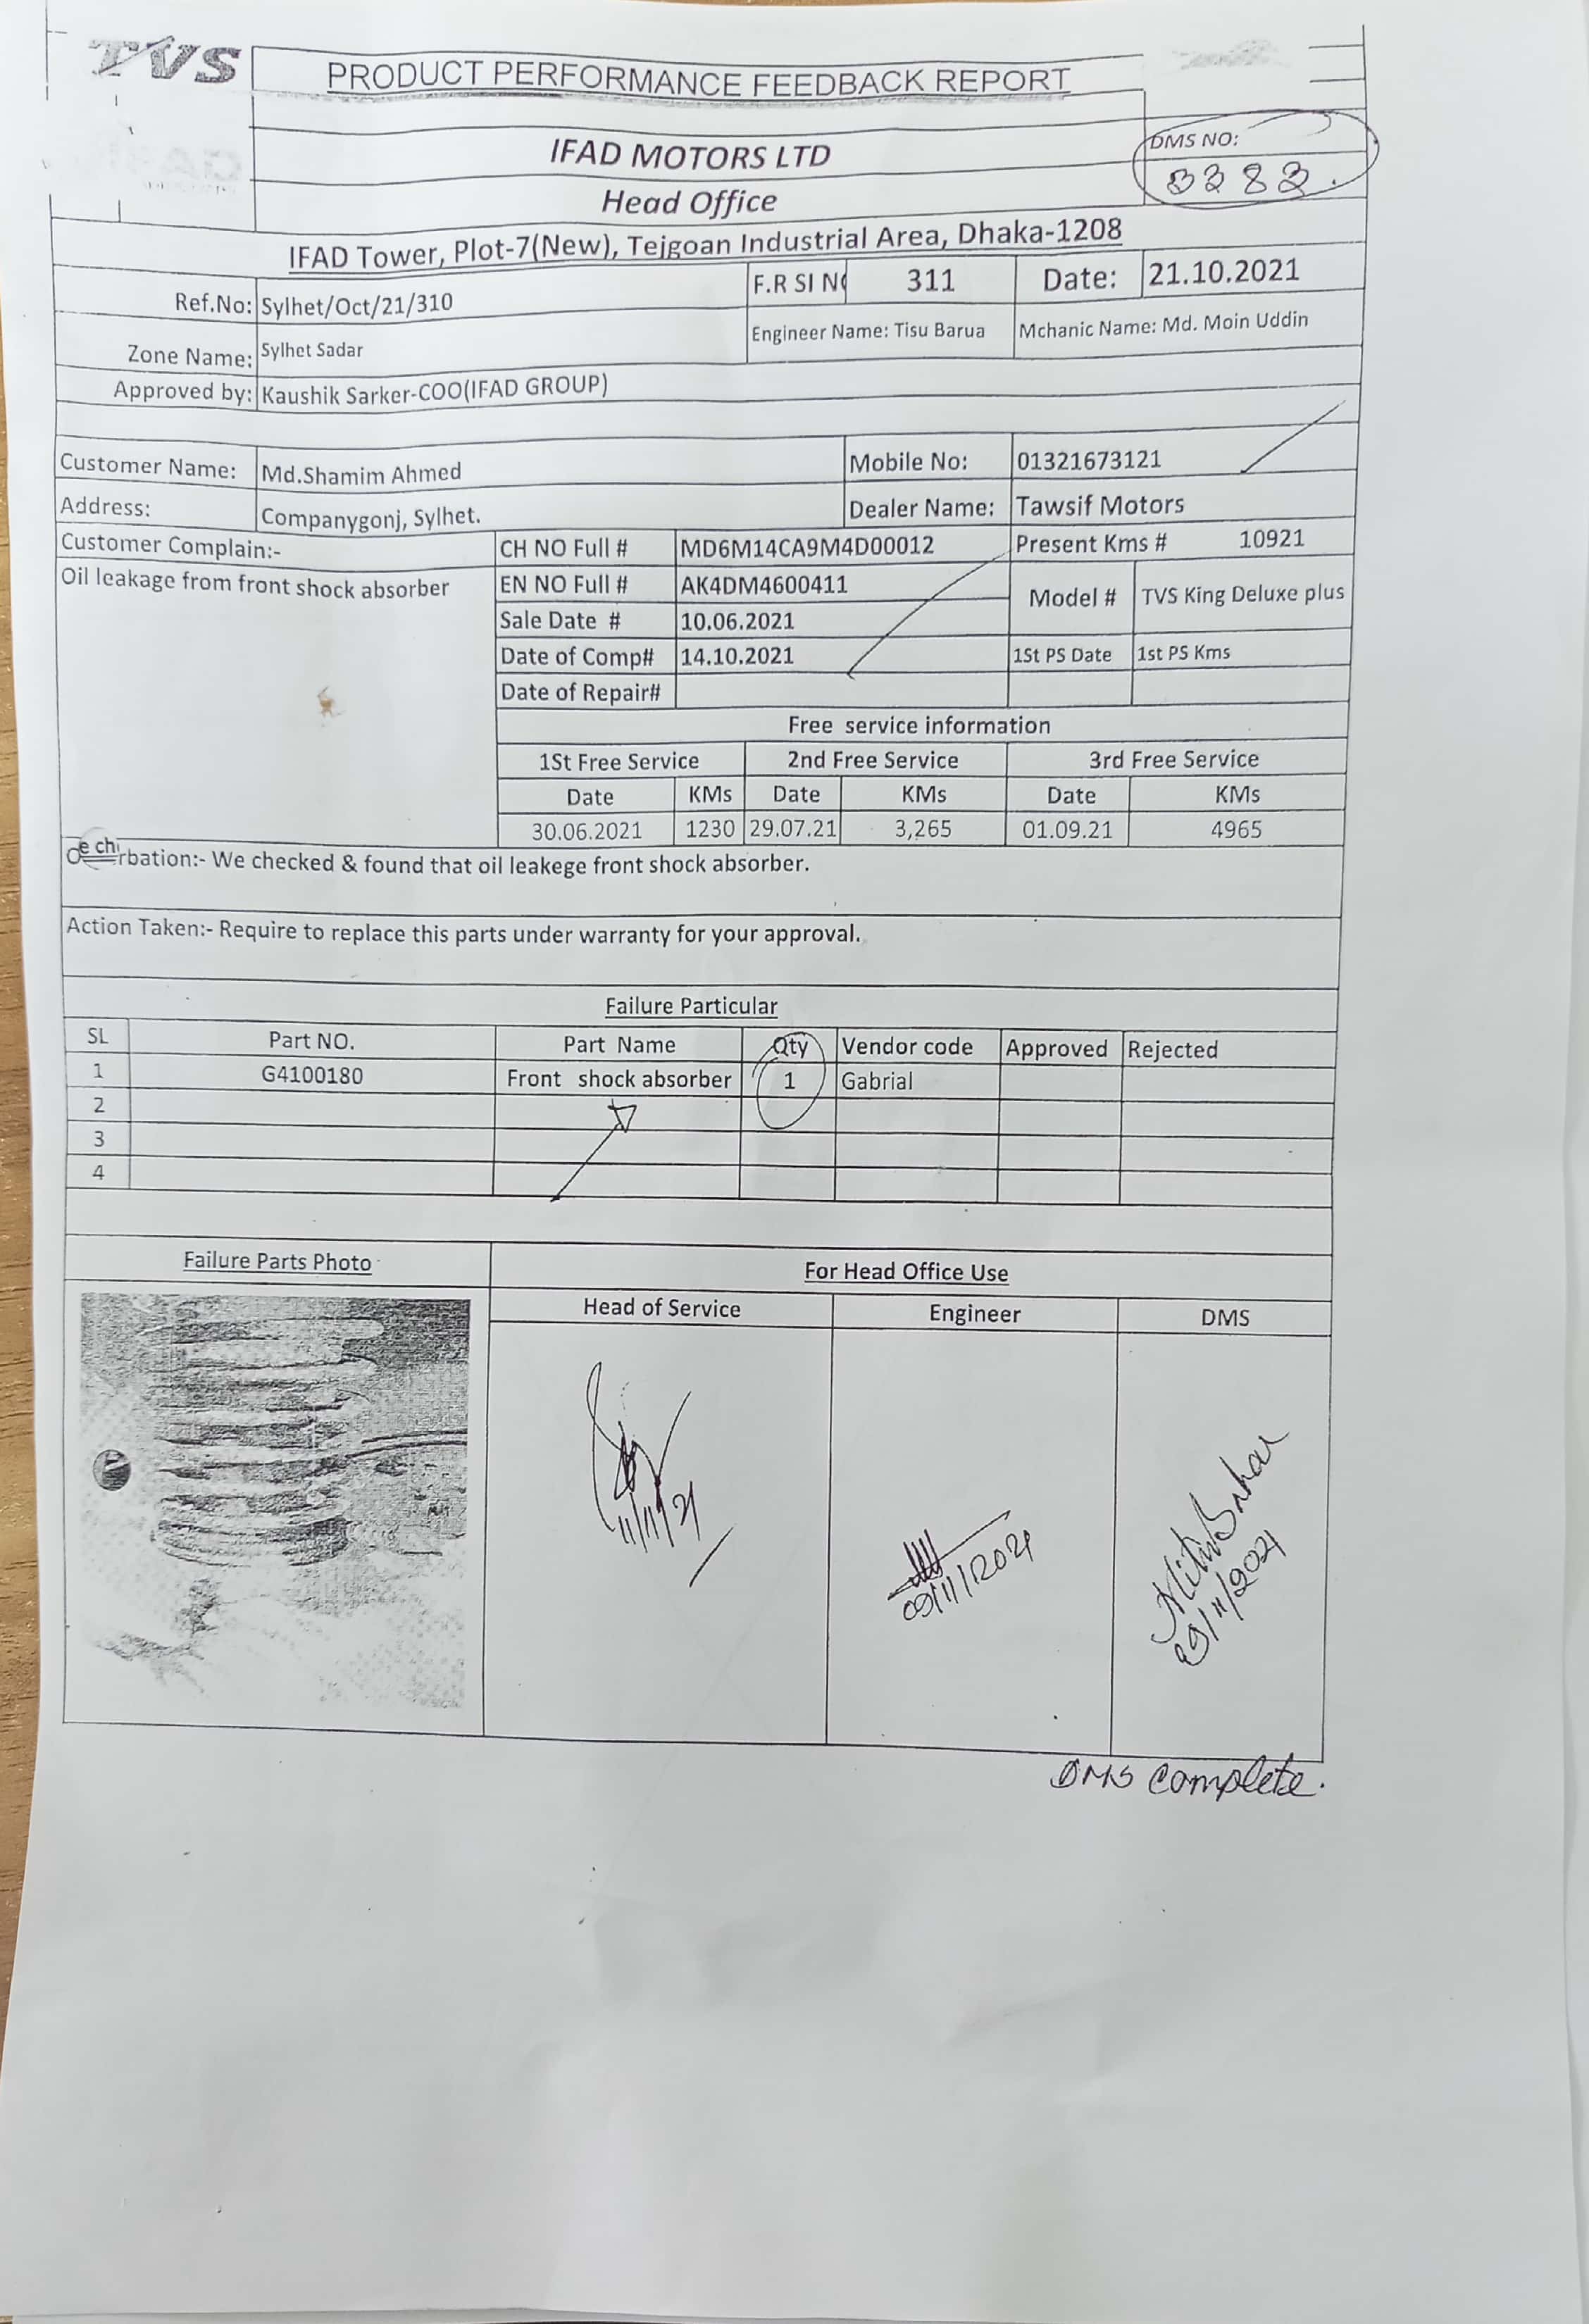 TVS
PRODUCT PERFORMANCE FEEDBACK REPORT
IFAD MOTORS LTD
DMS NO:
Head Office
IFAD Tower, Plot-7(New), Tejgoan Industrial Area, Dhaka-1208
Ref.No: Sylhet/Oct/21/310 F.R SI NO 311 Date: 21.10.2021
Zone Name: Sylhet Sadar Engineer Name: Tisu Barua Mchanic Name: Md. Moin Uddin
Approved by: Kaushik Sarker-COO(IFAD GROUP)
Customer Name: Md.Shamim Ahmed Mobile No: 01321673121
Address: Companygonj, Sylhet. Dealer Name: Tawsif Motors
Customer Complain:- CH NO Full # MD6M14CA9M4D00012 Present Kms # 10921
Oil leakage from front shock absorber EN NO Full # AK4DM4600411 Model # TVS King Deluxe plus
Sale Date # 10.06.2021
Date of Comp# 14.10.2021 1St PS Date 1st PS Kms
Date of Repair#
Free service information
1St Free Service 2nd Free Service 3rd Free Service
Date KMs Date KMs Date KMs
30.06.2021 1230 29.07.21 3,265 01.09.21 4965
rbation:- We checked & found that oil leakege front shock absorber.
Action Taken:- Require to replace this parts under warranty for your approval.
Failure Particular
SL Part NO. Part Name Qty Vendor code Approved Rejected
1 G4100180 Front shock absorber 1 Gabrial
2
3
4
Failure Parts Photo For Head Office Use
Head of Service Engineer DMS
11/11/21
09/11/2021
09/11/2021
DMS complete.